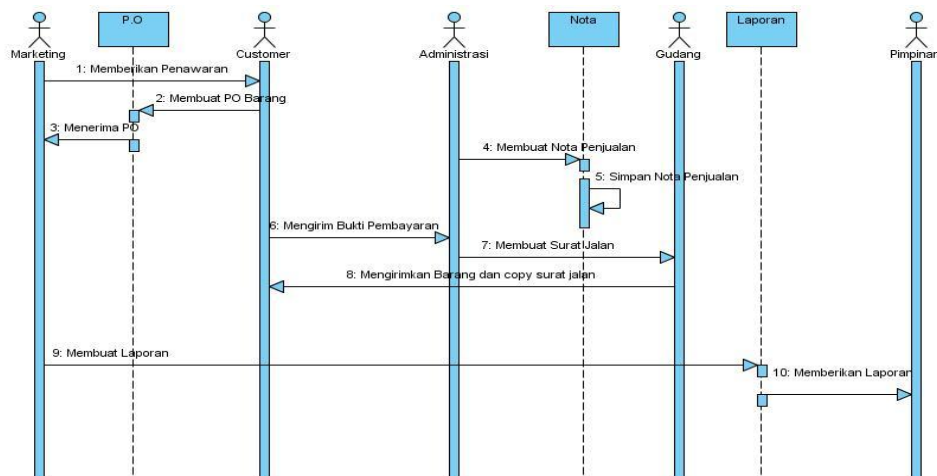 P.O
Nota
Laporan
Marketing
Customer
Administrasi
Gudang
Pimpinan
1: Memberikan Penawaran
2: Membuat PO Barang
3: Menerima PO
4: Membuat Nota Penjualan
5: Simpan Nota Penjualan
6: Mengirim Bukti Pembayaran
7: Membuat Surat Jalan
8: Mengirimkan Barang dan copy surat jalan
9: Membuat Laporan
10: Memberikan Laporan